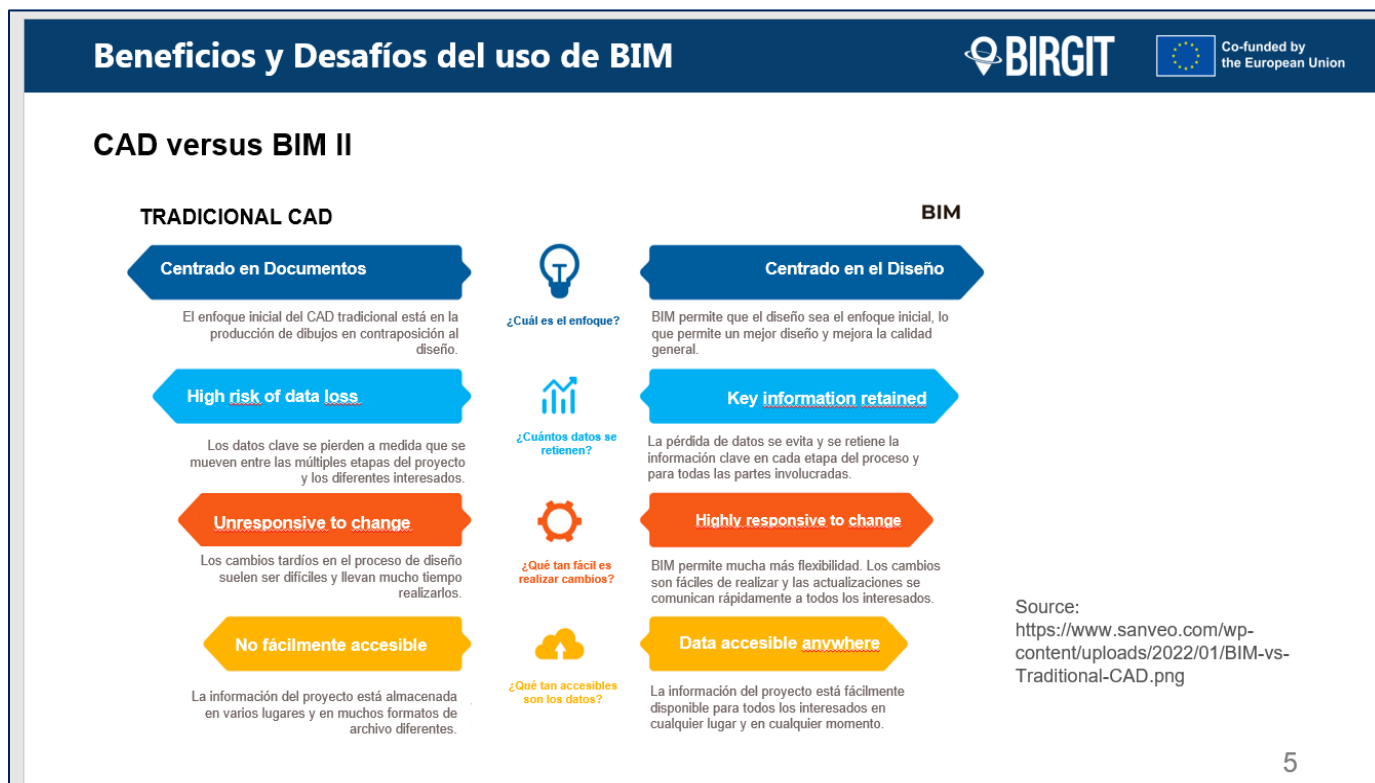 Beneficios y Desafíos del uso de BIM
BIRGIT
Co-funded by
the European Union
CAD versus BIM II
TRADICIONAL CAD
BIM
Centrado en Documentos
Centrado en el Diseño
El enfoque inicial del CAD tradicional está en la
producción de dibujos en contraposición al
diseño.
¿Cuál es el enfoque?
BIM permite que el diseño sea el enfoque inicial, lo
que permite un mejor diseño y mejora la calidad
general.
High risk of data loss
Key information retained
Los datos clave se pierden a medida que se
mueven entre las múltiples etapas del proyecto
y los diferentes interesados.
¿Cuántos datos se
retienen?
La pérdida de datos se evita y se retiene la
información clave en cada etapa del proceso y
para todas las partes involucradas.
Unresponsive to change
Highly responsive to change
Los cambios tardíos en el proceso de diseño
suelen ser difíciles y llevan mucho tiempo
realizarlos.
¿Qué tan fácil es
realizar cambios?
BIM permite mucha más flexibilidad. Los cambios
son fáciles de realizar y las actualizaciones se
comunican rápidamente a todos los interesados.
No fácilmente accesible
Data accesible anywhere
La información del proyecto está almacenada
en varios lugares y en muchos formatos de
archivo diferentes.
¿Qué tan accesibles
son los datos?
La información del proyecto está fácilmente
disponible para todos los interesados en
cualquier lugar y en cualquier momento.
Source:
https://www.sanveo.com/wp-
content/uploads/2022/01/BIM-vs-
Traditional-CAD.png
5